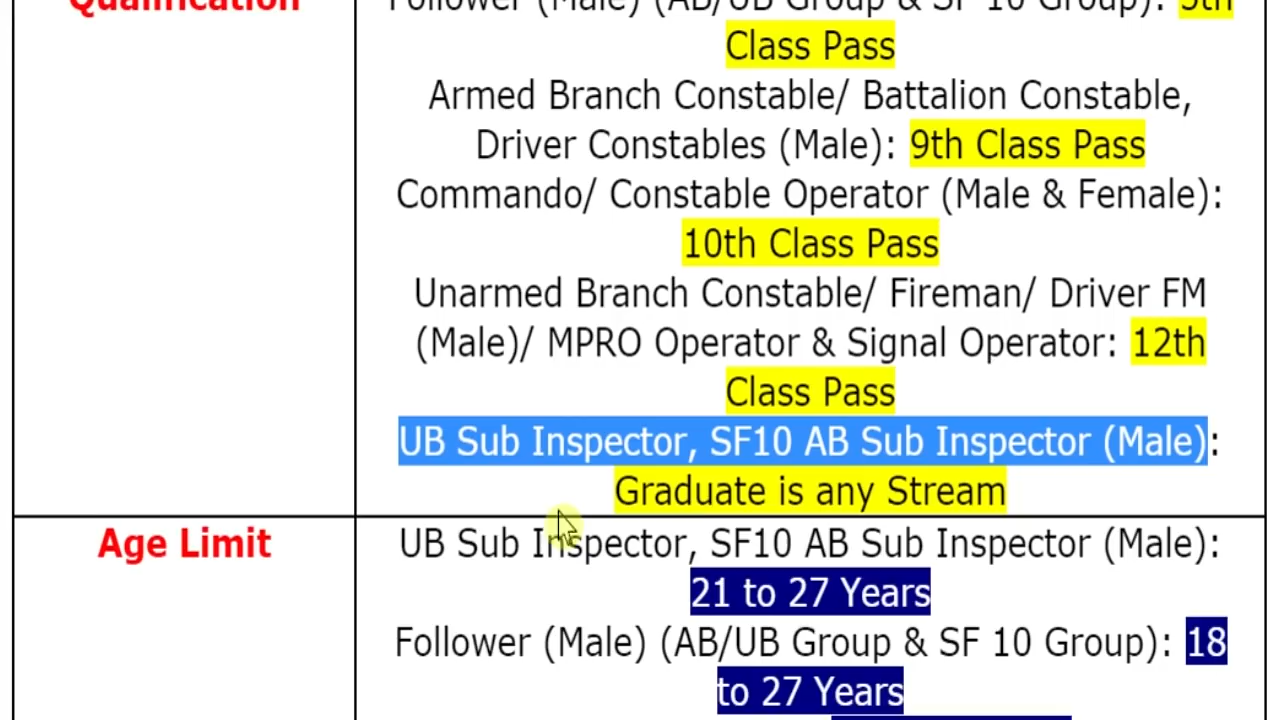 Qualification
Follower (Male) (AB/UB Group & SF 10 Group): 5th
Class Pass
Armed Branch Constable/ Battalion Constable,
Driver Constables (Male): 9th Class Pass
Commando/ Constable Operator (Male & Female):
10th Class Pass
Unarmed Branch Constable/ Fireman/ Driver FM
(Male)/ MPRO Operator & Signal Operator: 12th
Class Pass
UB Sub Inspector, SF10 AB Sub Inspector (Male):
Graduate is any Stream
Age Limit
UB Sub Inspector, SF10 AB Sub Inspector (Male):
21 to 27 Years
Follower (Male) (AB/UB Group & SF 10 Group): 18
to 27 Years